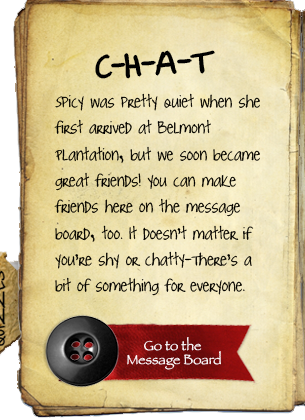 C-H-A-T
Spicy was pretty quiet when she
first arrived at Belmont
Plantation, but we soon became
great friends! You can make
friends here on the message
board, too. It doesn't matter if
you're shy or chatty-there's a
bit of something for everyone.
Go to the
Message Board